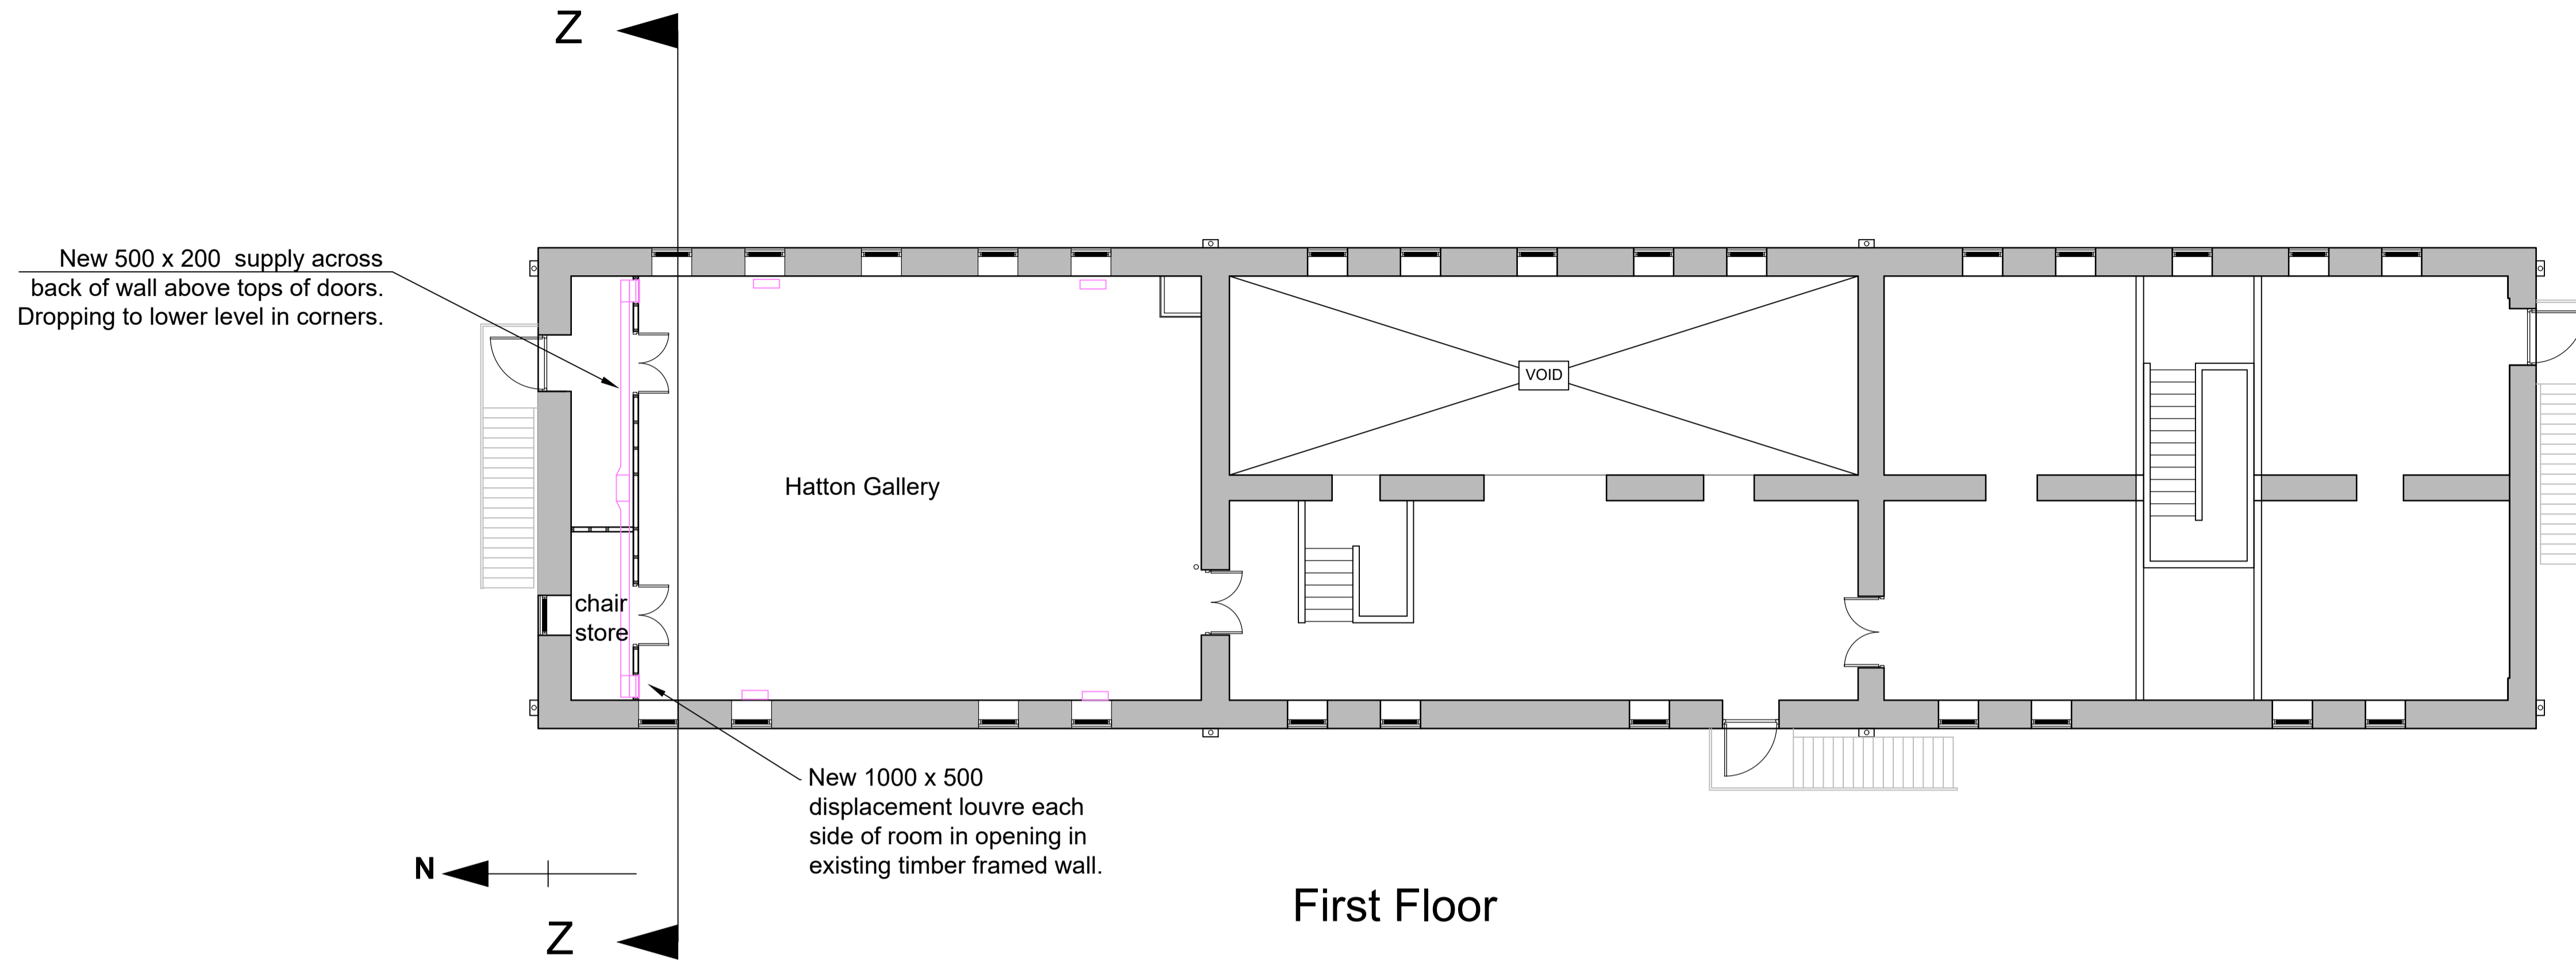 Z
New 500 x 200 supply across
back of wall above tops of doors.
Dropping to lower level in corners.
VOID
Hatton Gallery
chair
store
New 1000 x 500
displacement louvre each
side of room in opening in
existing timber framed wall.
N
First Floor
Z